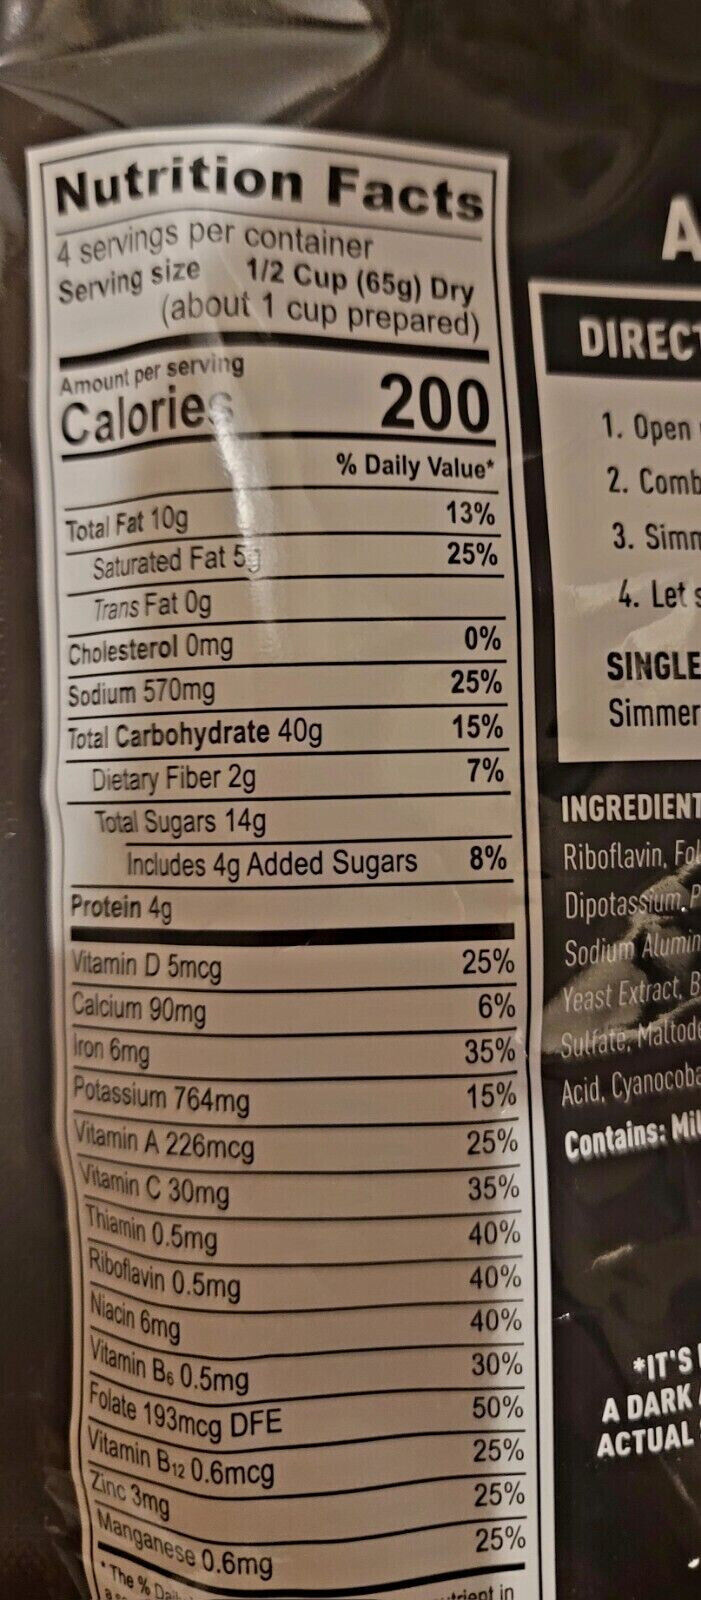 Nutrition Facts
4 servings per container
Serving size 1/2 Cup (65g) Dry
(about 1 cup prepared)
Amount per serving
Calories 200
% Daily Value*
Total Fat 10g 13%
Saturated Fat 5g 25%
Trans Fat 0g
Cholesterol 0mg 0%
Sodium 570mg 25%
Total Carbohydrate 40g 15%
Dietary Fiber 2g 7%
Total Sugars 14g
Includes 4g Added Sugars 8%
Protein 4g
Vitamin D 5mcg 25%
Calcium 90mg 6%
Iron 6mg 35%
Potassium 764mg 15%
Vitamin A 226mcg 25%
Vitamin C 30mg 35%
Thiamin 0.5mg 40%
Riboflavin 0.5mg 40%
Niacin 6mg 40%
Vitamin B6 0.5mg 30%
Folate 193mcg DFE 50%
Vitamin B12 0.6mcg 25%
Zinc 3mg 25%
Manganese 0.6mg 25%
* The % in
A
DIRECT
1. Open
2. Comb
3. Simm
4. Let s
SINGLE
Simmer
INGREDIENT
Riboflavin, Fol
Dipotassium P
Sodium Alumin
Yeast Extract, B
Sulfate, Maltode
Acid, Cyanocoba
Contains: Mil
*IT'S
A DARK
ACTUAL